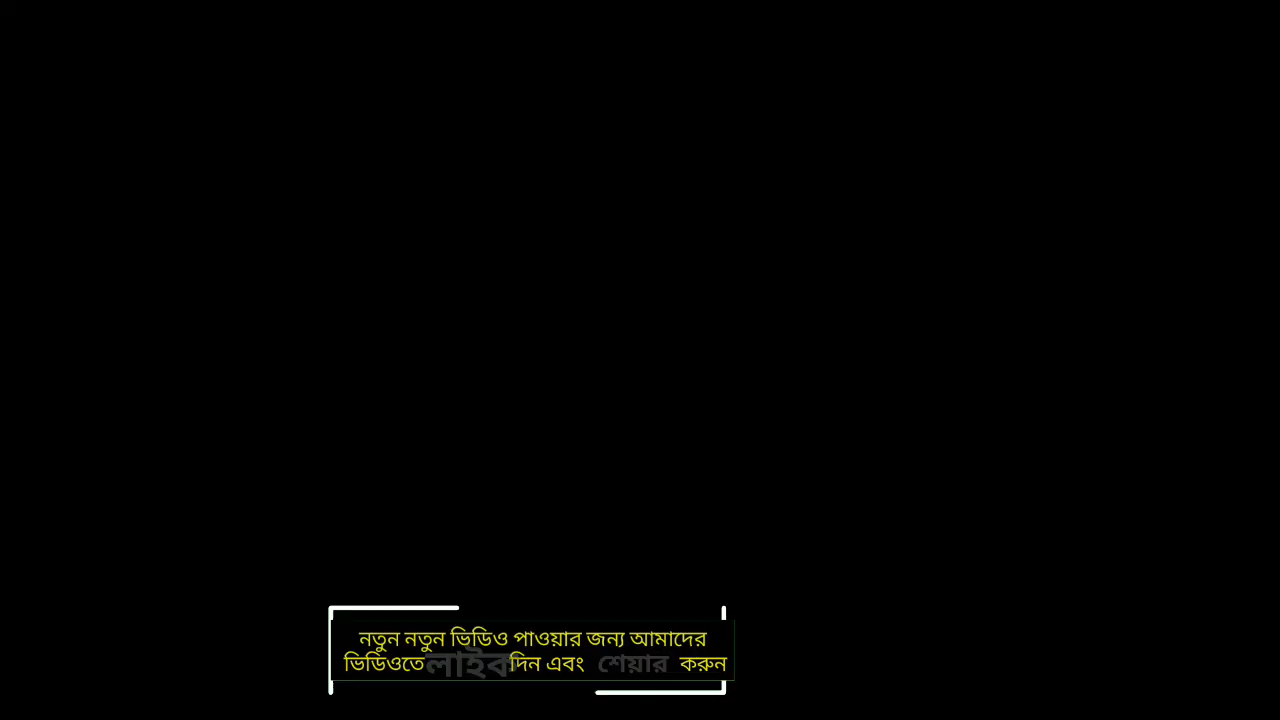 নতুন নতুন ভিডিও পাওয়ার জন্য আমাদের
ভিডিওতে লাইক দিন এবং শেয়ার করুন